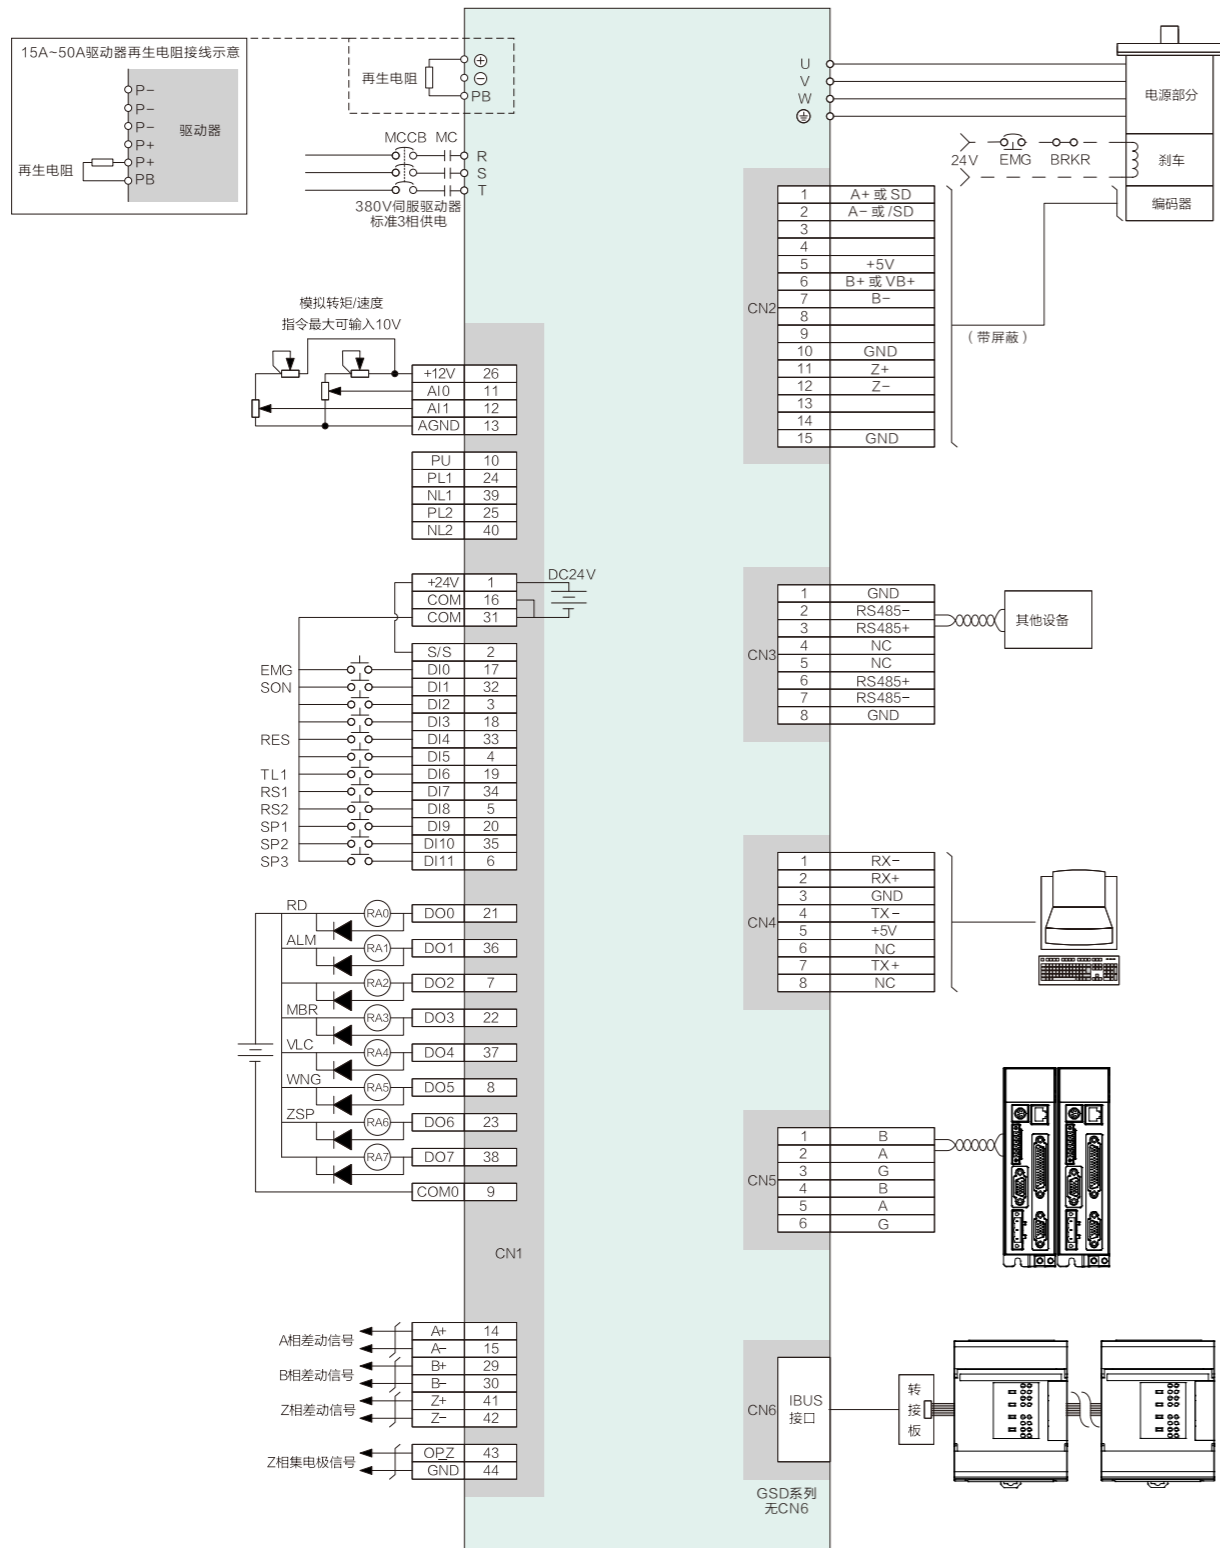 15A~50A驱动器再生电阻接线示意
P−
P−
P−
P+
P+
PB
驱动器
再生电阻
再生电阻
⊕
⊖
PB
MCCB MC
R
S
T
380V伺服驱动器
标准3相供电
U
V
W
电源部分
刹车
编码器
24V EMG BRKR
CN2
1 A+ 或 SD
2 A− 或 /SD
3
4
5 +5V
6 B+ 或 VB+
7 B−
8
9
10 GND
11 Z+
12 Z−
13
14
15 GND
(带屏蔽)
模拟转矩/速度
指令最大可输入10V
+12V 26
AI0 11
AI1 12
AGND 13
PU 10
PL1 24
NL1 39
PL2 25
NL2 40
+24V 1
COM 16
COM 31
DC24V
S/S 2
EMG DI0 17
SON DI1 32
DI2 3
DI3 18
RES DI4 33
DI5 4
TL1 DI6 19
RS1 DI7 34
RS2 DI8 5
SP1 DI9 20
SP2 DI10 35
SP3 DI11 6
CN3
1 GND
2 RS485−
3 RS485+
4 NC
5 NC
6 RS485+
7 RS485−
8 GND
其他设备
CN4
1 RX−
2 RX+
3 GND
4 TX−
5 +5V
6 NC
7 TX+
8 NC
RD RA0 DO0 21
ALM RA1 DO1 36
RA2 DO2 7
MBR RA3 DO3 22
VLC RA4 DO4 37
WNG RA5 DO5 8
ZSP RA6 DO6 23
RA7 DO7 38
COM0 9
CN1
CN5
1 B
2 A
3 G
4 B
5 A
6 G
A相差动信号
A+ 14
A− 15
B相差动信号
B+ 29
B− 30
Z相差动信号
Z+ 41
Z− 42
Z相集电极信号
OP_Z 43
GND 44
CN6
IBUS
接口
转接板
GSD系列
无CN6